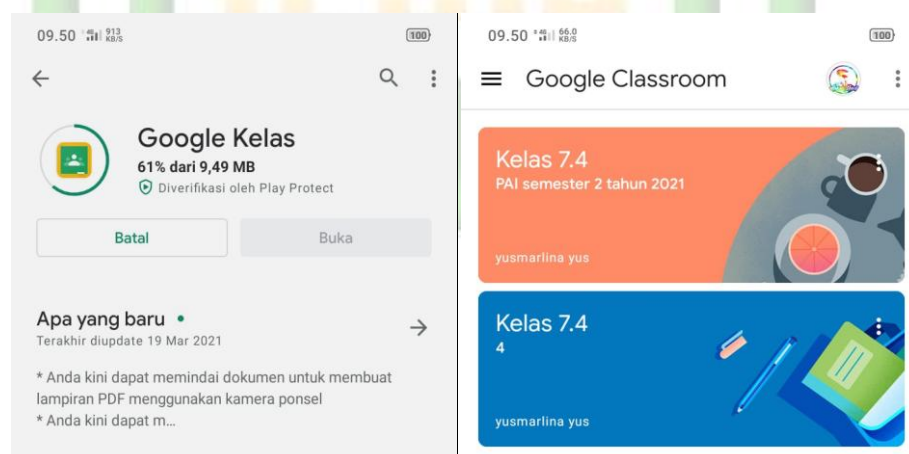 09.50 4G 913 KB/S 100
Google Kelas
61% dari 9,49 MB
Diverifikasi oleh Play Protect
Batal Buka
Apa yang baru •
Terakhir diupdate 19 Mar 2021
* Anda kini dapat memindai dokumen untuk membuat
lampiran PDF menggunakan kamera ponsel
* Anda kini dapat m...
09.50 4G 66.0 KB/S 100
Google Classroom
Kelas 7.4
PAI semester 2 tahun 2021
yusmarlina yus
Kelas 7.4
4
yusmarlina yus